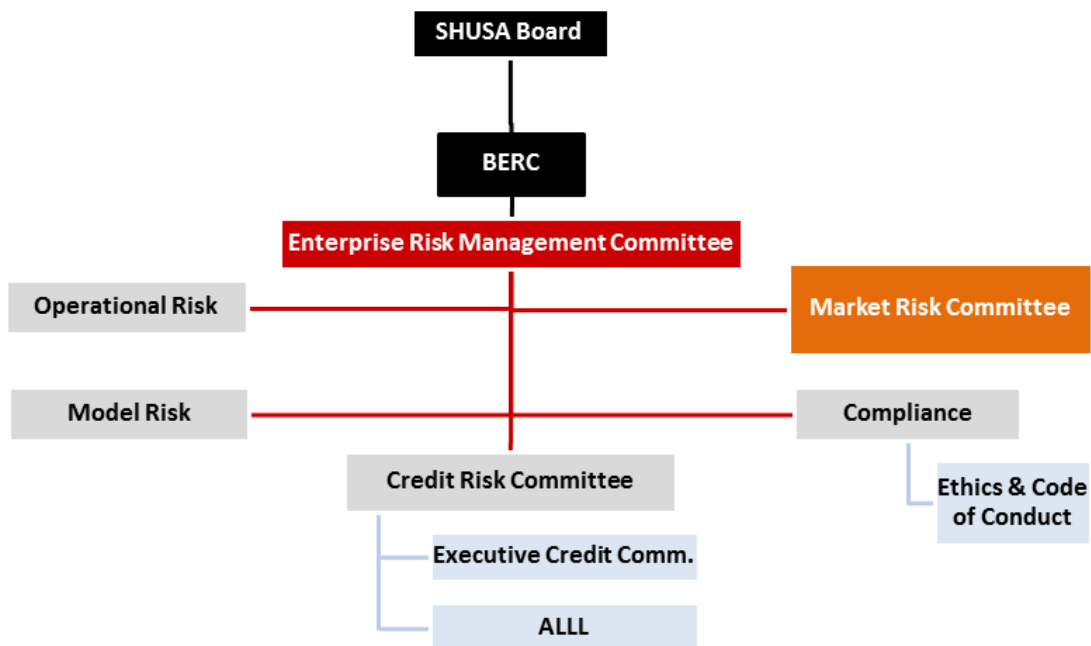 SHUSA Board
BERC
Enterprise Risk Management Committee
Operational Risk
Market Risk Committee
Model Risk
Compliance
Credit Risk Committee
Ethics & Code
of Conduct
Executive Credit Comm.
ALLL